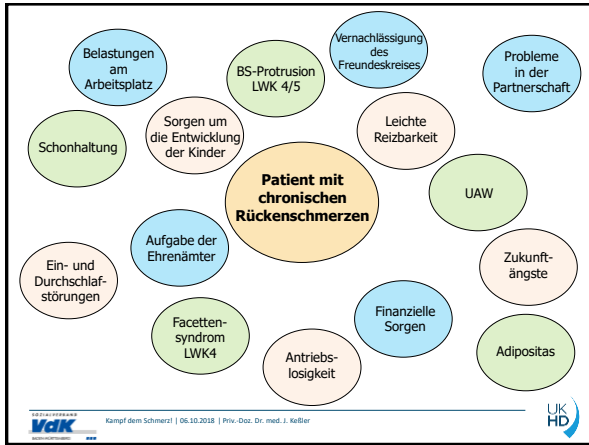 Belastungen
am
Arbeitsplatz
BS-Protrusion
LWK 4/5
Vernachlässigung
des
Freundeskreises
Probleme
in der
Partnerschaft
Schonhaltung
Sorgen um
die Entwicklung
der Kinder
Leichte
Reizbarkeit
Patient mit
chronischen
Rückenschmerzen
UAW
Aufgabe der
Ehrenämter
Ein- und
Durchschlaf-
störungen
Zukunft-
ängste
Facetten-
syndrom
LWK4
Antriebs-
losigkeit
Finanzielle
Sorgen
Adipositas
SOZIALVERBAND
VdK
BADEN-WÜRTTEMBERG
Kampf dem Schmerz! | 06.10.2018 | Priv.-Doz. Dr. med. J. Keßler
UK
HD